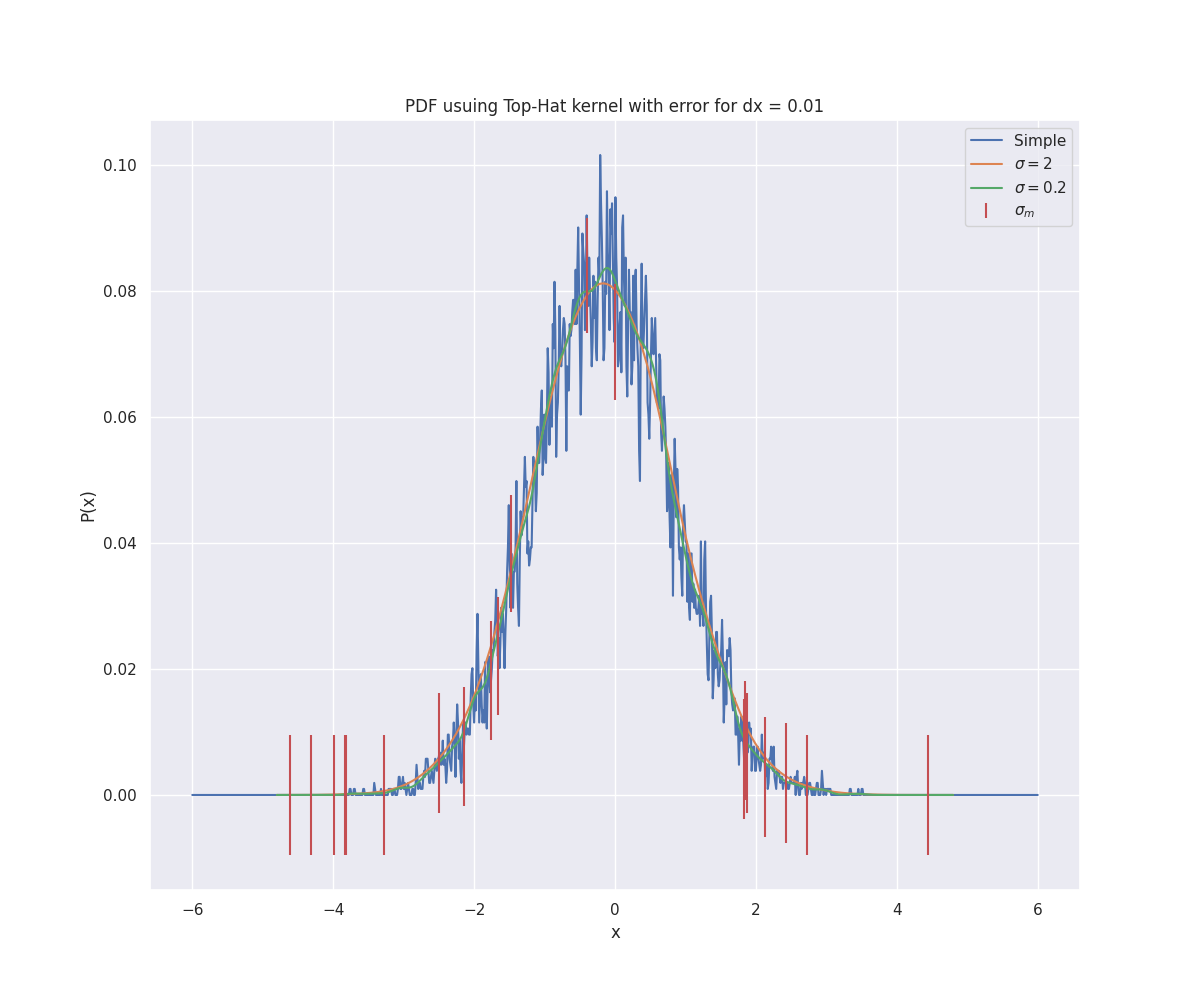 PDF usuing Top-Hat kernel with error for dx = 0.01
Simple
σ = 2
σ = 0.2
σₘ
0.10
0.08
0.06
0.04
0.02
0.00
P(x)
−6
−4
−2
0
2
4
6
x